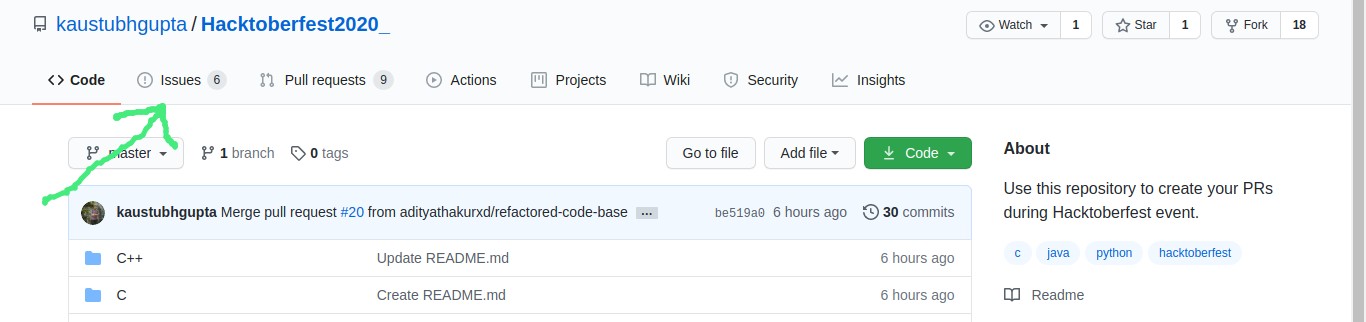 kaustubhgupta / Hacktoberfest2020_
Watch 1 Star 1 Fork 18
Code Issues 6 Pull requests 9 Actions Projects Wiki Security Insights
master 1 branch 0 tags Go to file Add file Code
About
Use this repository to create your PRs
during Hacktoberfest event.
kaustubhgupta Merge pull request #20 from adityathakurxd/refactored-code-base ... be519a0 6 hours ago 30 commits
c java python hacktoberfest
C++ Update README.md 6 hours ago
C Create README.md 6 hours ago
Readme